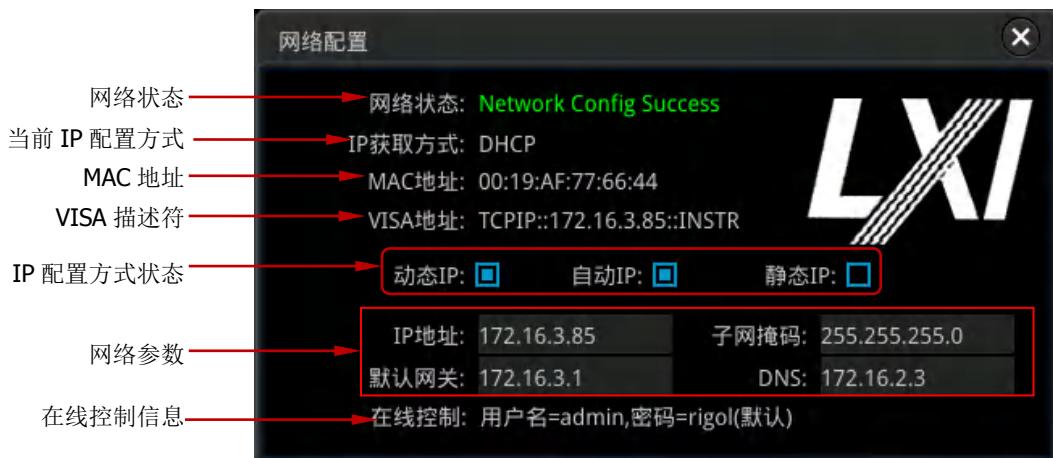 网络配置
网络状态 网络状态: Network Config Success
当前 IP 配置方式 IP获取方式: DHCP
MAC 地址 MAC地址: 00:19:AF:77:66:44
VISA 描述符 VISA地址: TCPIP::172.16.3.85::INSTR
LXI
IP 配置方式状态 动态IP: 自动IP: 静态IP:
网络参数
IP地址: 172.16.3.85 子网掩码: 255.255.255.0
默认网关: 172.16.3.1 DNS: 172.16.2.3
在线控制信息 在线控制: 用户名=admin,密码=rigol(默认)